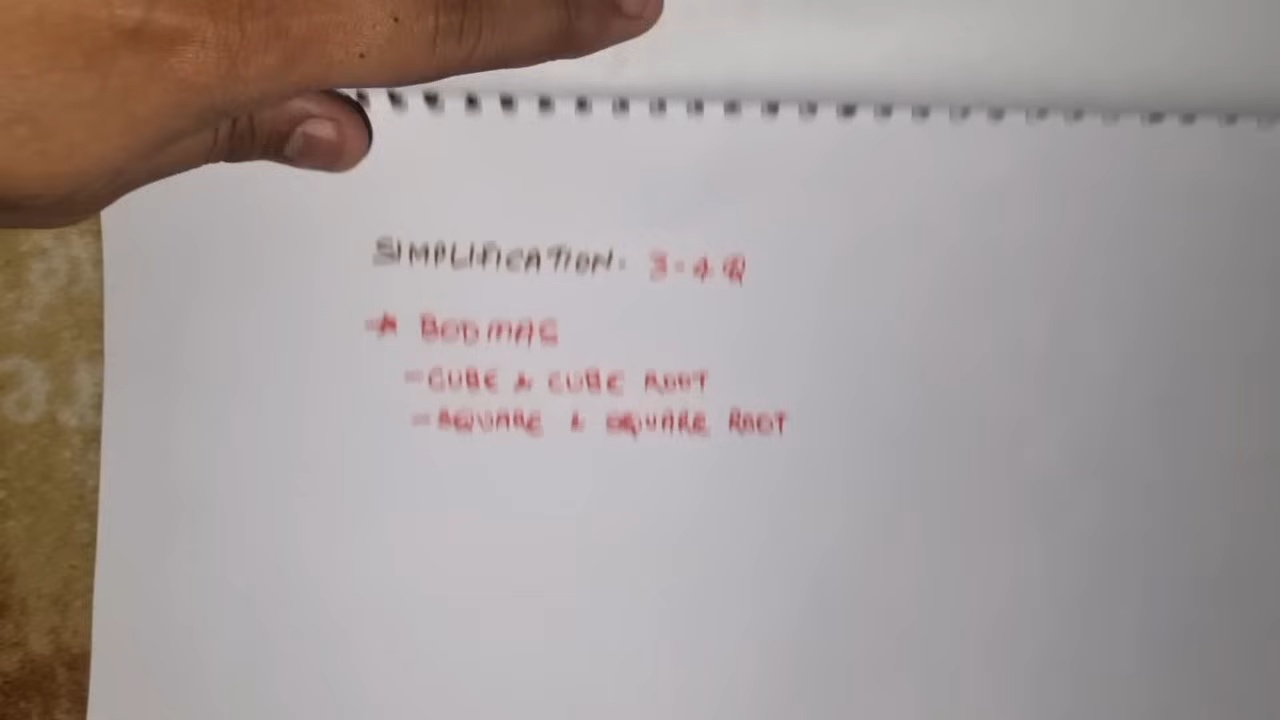 SIMPLIFICATION. 3-4 Q
→ BODMAS
- CUBE & CUBE ROOT
- SQUARE & SQUARE ROOT